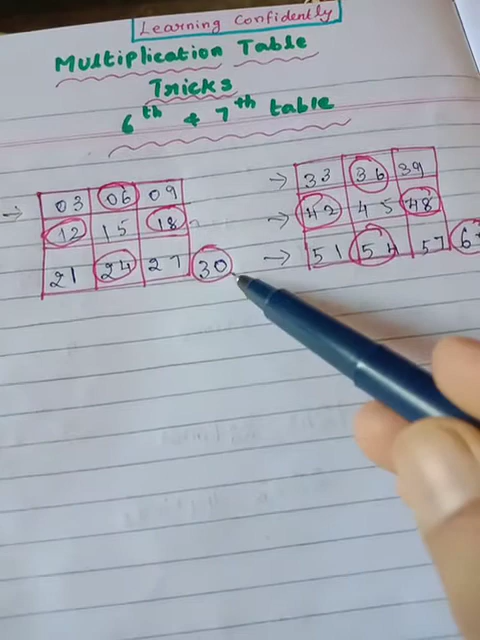 Learning Confidently
Multiplication Table
Tricks
6th & 7th table
→ 03 06 09
12 15 18
21 24 27 30
→ 33 36 39
→ 42 45 48
→ 51 54 57